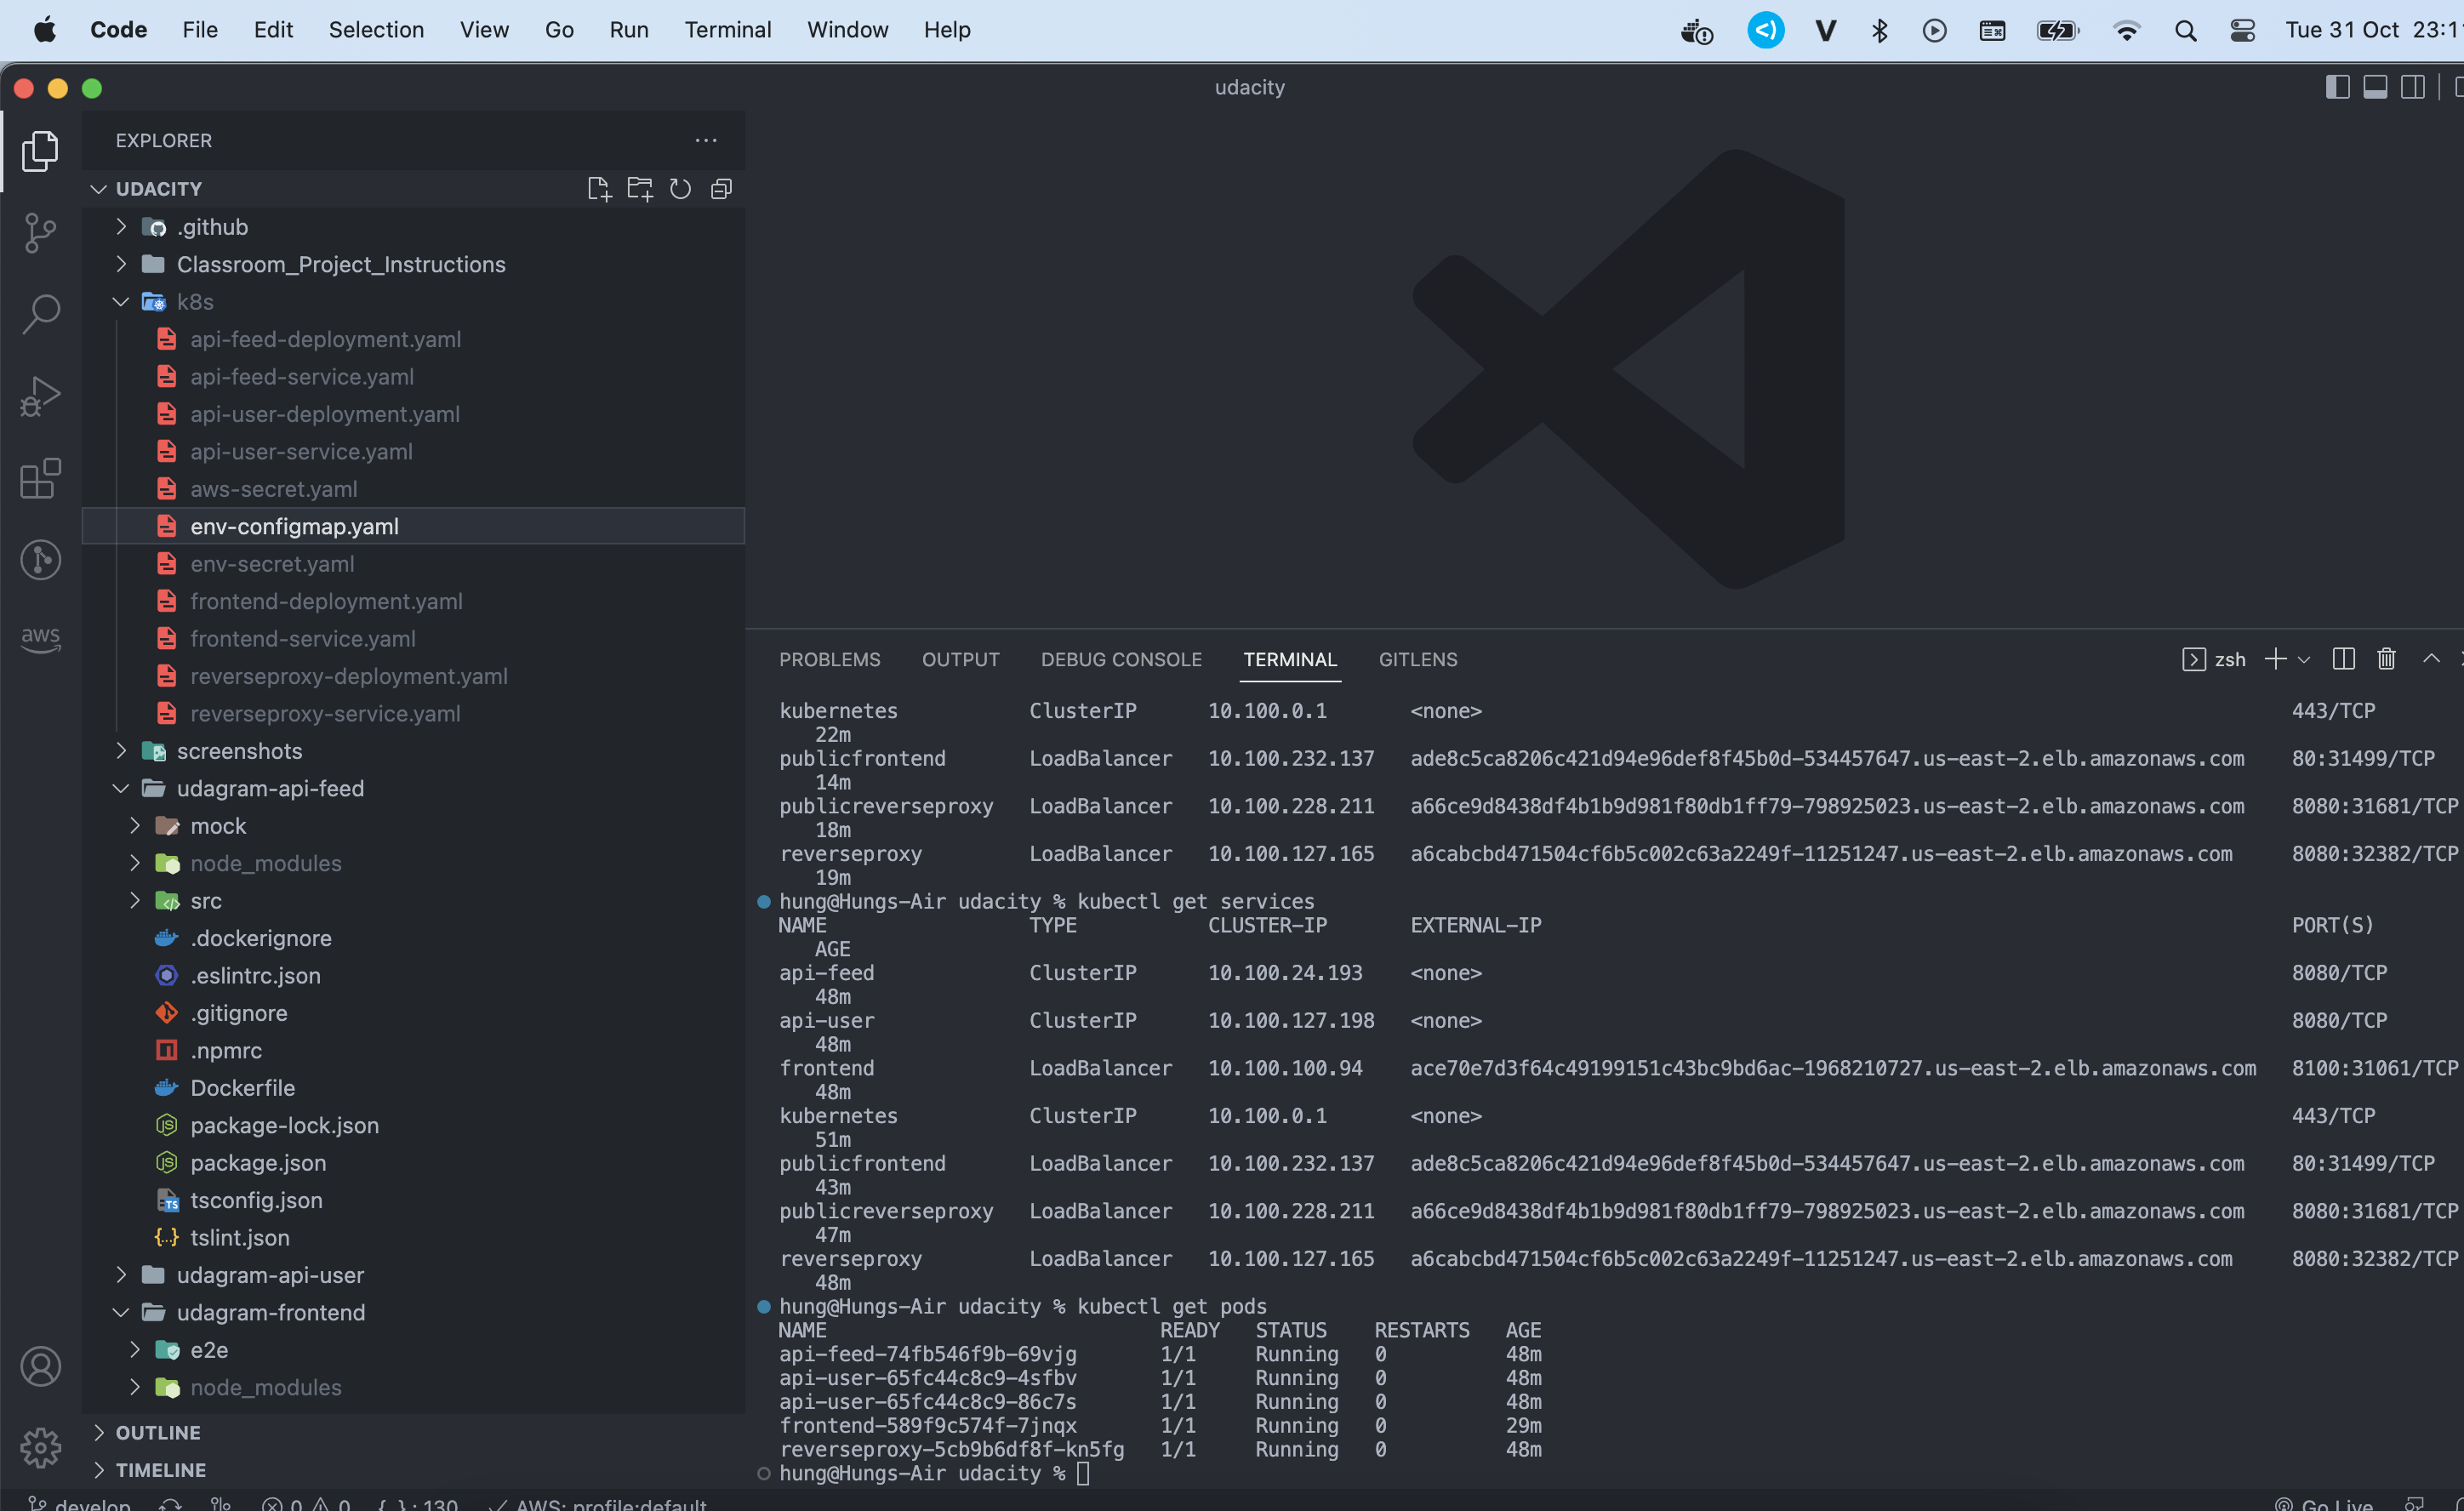 Code File Edit Selection View Go Run Terminal Window Help Tue 31 Oct 23:1
udacity
EXPLORER
UDACITY
.github
Classroom_Project_Instructions
k8s
api-feed-deployment.yaml
api-feed-service.yaml
api-user-deployment.yaml
api-user-service.yaml
aws-secret.yaml
env-configmap.yaml
env-secret.yaml
frontend-deployment.yaml
frontend-service.yaml
reverseproxy-deployment.yaml
reverseproxy-service.yaml
screenshots
udagram-api-feed
mock
node_modules
src
.dockerignore
.eslintrc.json
.gitignore
.npmrc
Dockerfile
package-lock.json
package.json
tsconfig.json
tslint.json
udagram-api-user
udagram-frontend
e2e
node_modules
OUTLINE
TIMELINE
aws
PROBLEMS OUTPUT DEBUG CONSOLE TERMINAL GITLENS zsh
kubernetes ClusterIP 10.100.0.1 <none> 443/TCP
22m
publicfrontend LoadBalancer 10.100.232.137 ade8c5ca8206c421d94e96def8f45b0d-534457647.us-east-2.elb.amazonaws.com 80:31499/TCP
14m
publicreverseproxy LoadBalancer 10.100.228.211 a66ce9d8438df4b1b9d981f80db1ff79-798925023.us-east-2.elb.amazonaws.com 8080:31681/TCP
18m
reverseproxy LoadBalancer 10.100.127.165 a6cabcbd471504cf6b5c002c63a2249f-11251247.us-east-2.elb.amazonaws.com 8080:32382/TCP
19m
hung@Hungs-Air udacity % kubectl get services
NAME TYPE CLUSTER-IP EXTERNAL-IP PORT(S)
AGE
api-feed ClusterIP 10.100.24.193 <none> 8080/TCP
48m
api-user ClusterIP 10.100.127.198 <none> 8080/TCP
48m
frontend LoadBalancer 10.100.100.94 ace70e7d3f64c49199151c43bc9bd6ac-1968210727.us-east-2.elb.amazonaws.com 8100:31061/TCP
48m
kubernetes ClusterIP 10.100.0.1 <none> 443/TCP
51m
publicfrontend LoadBalancer 10.100.232.137 ade8c5ca8206c421d94e96def8f45b0d-534457647.us-east-2.elb.amazonaws.com 80:31499/TCP
43m
publicreverseproxy LoadBalancer 10.100.228.211 a66ce9d8438df4b1b9d981f80db1ff79-798925023.us-east-2.elb.amazonaws.com 8080:31681/TCP
47m
reverseproxy LoadBalancer 10.100.127.165 a6cabcbd471504cf6b5c002c63a2249f-11251247.us-east-2.elb.amazonaws.com 8080:32382/TCP
48m
hung@Hungs-Air udacity % kubectl get pods
NAME READY STATUS RESTARTS AGE
api-feed-74fb546f9b-69vjg 1/1 Running 0 48m
api-user-65fc44c8c9-4sfbv 1/1 Running 0 48m
api-user-65fc44c8c9-86c7s 1/1 Running 0 48m
frontend-589f9c574f-7jnqx 1/1 Running 0 29m
reverseproxy-5cb9b6df8f-kn5fg 1/1 Running 0 48m
hung@Hungs-Air udacity %
develop 0 0 { } : 130 AWS: profile:default Go Live